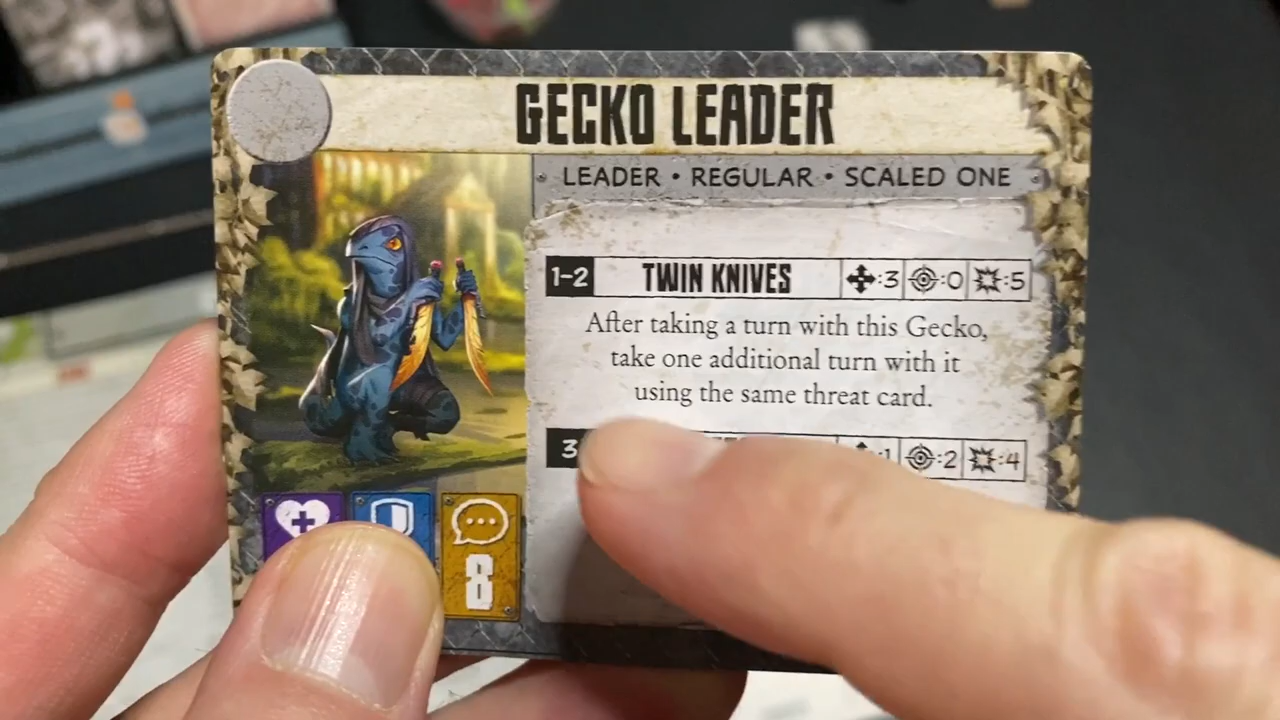 GECKO LEADER
LEADER • REGULAR • SCALED ONE
1-2 TWIN KNIVES :3 :0 :5
After taking a turn with this Gecko,
take one additional turn with it
using the same threat card.
3 :1 :2 :4
8